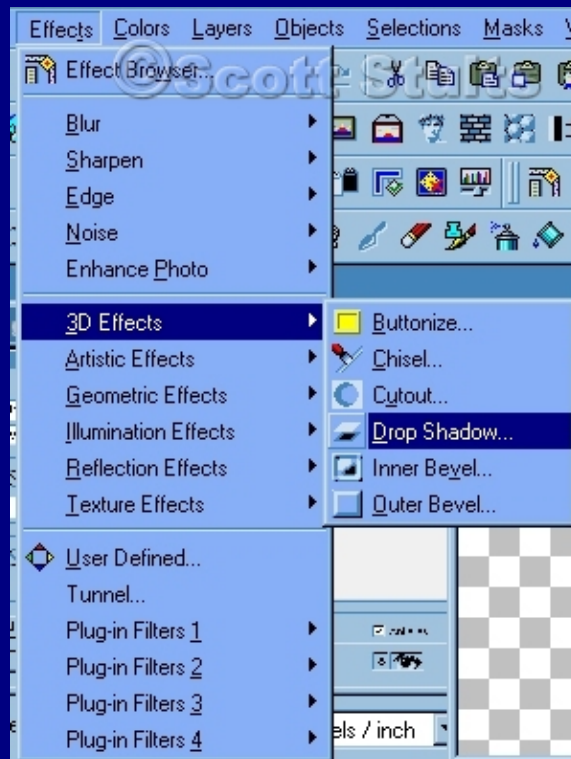 Effects Colors Layers Objects Selections Masks
Effect Browser...
©Scott Stults
Blur
Sharpen
Edge
Noise
Enhance Photo
3D Effects
Buttonize...
Artistic Effects
Chisel...
Geometric Effects
Cutout...
Illumination Effects
Drop Shadow...
Reflection Effects
Inner Bevel...
Texture Effects
Outer Bevel...
User Defined...
Tunnel...
Plug-in Filters 1
Plug-in Filters 2
Plug-in Filters 3
Plug-in Filters 4
els / inch